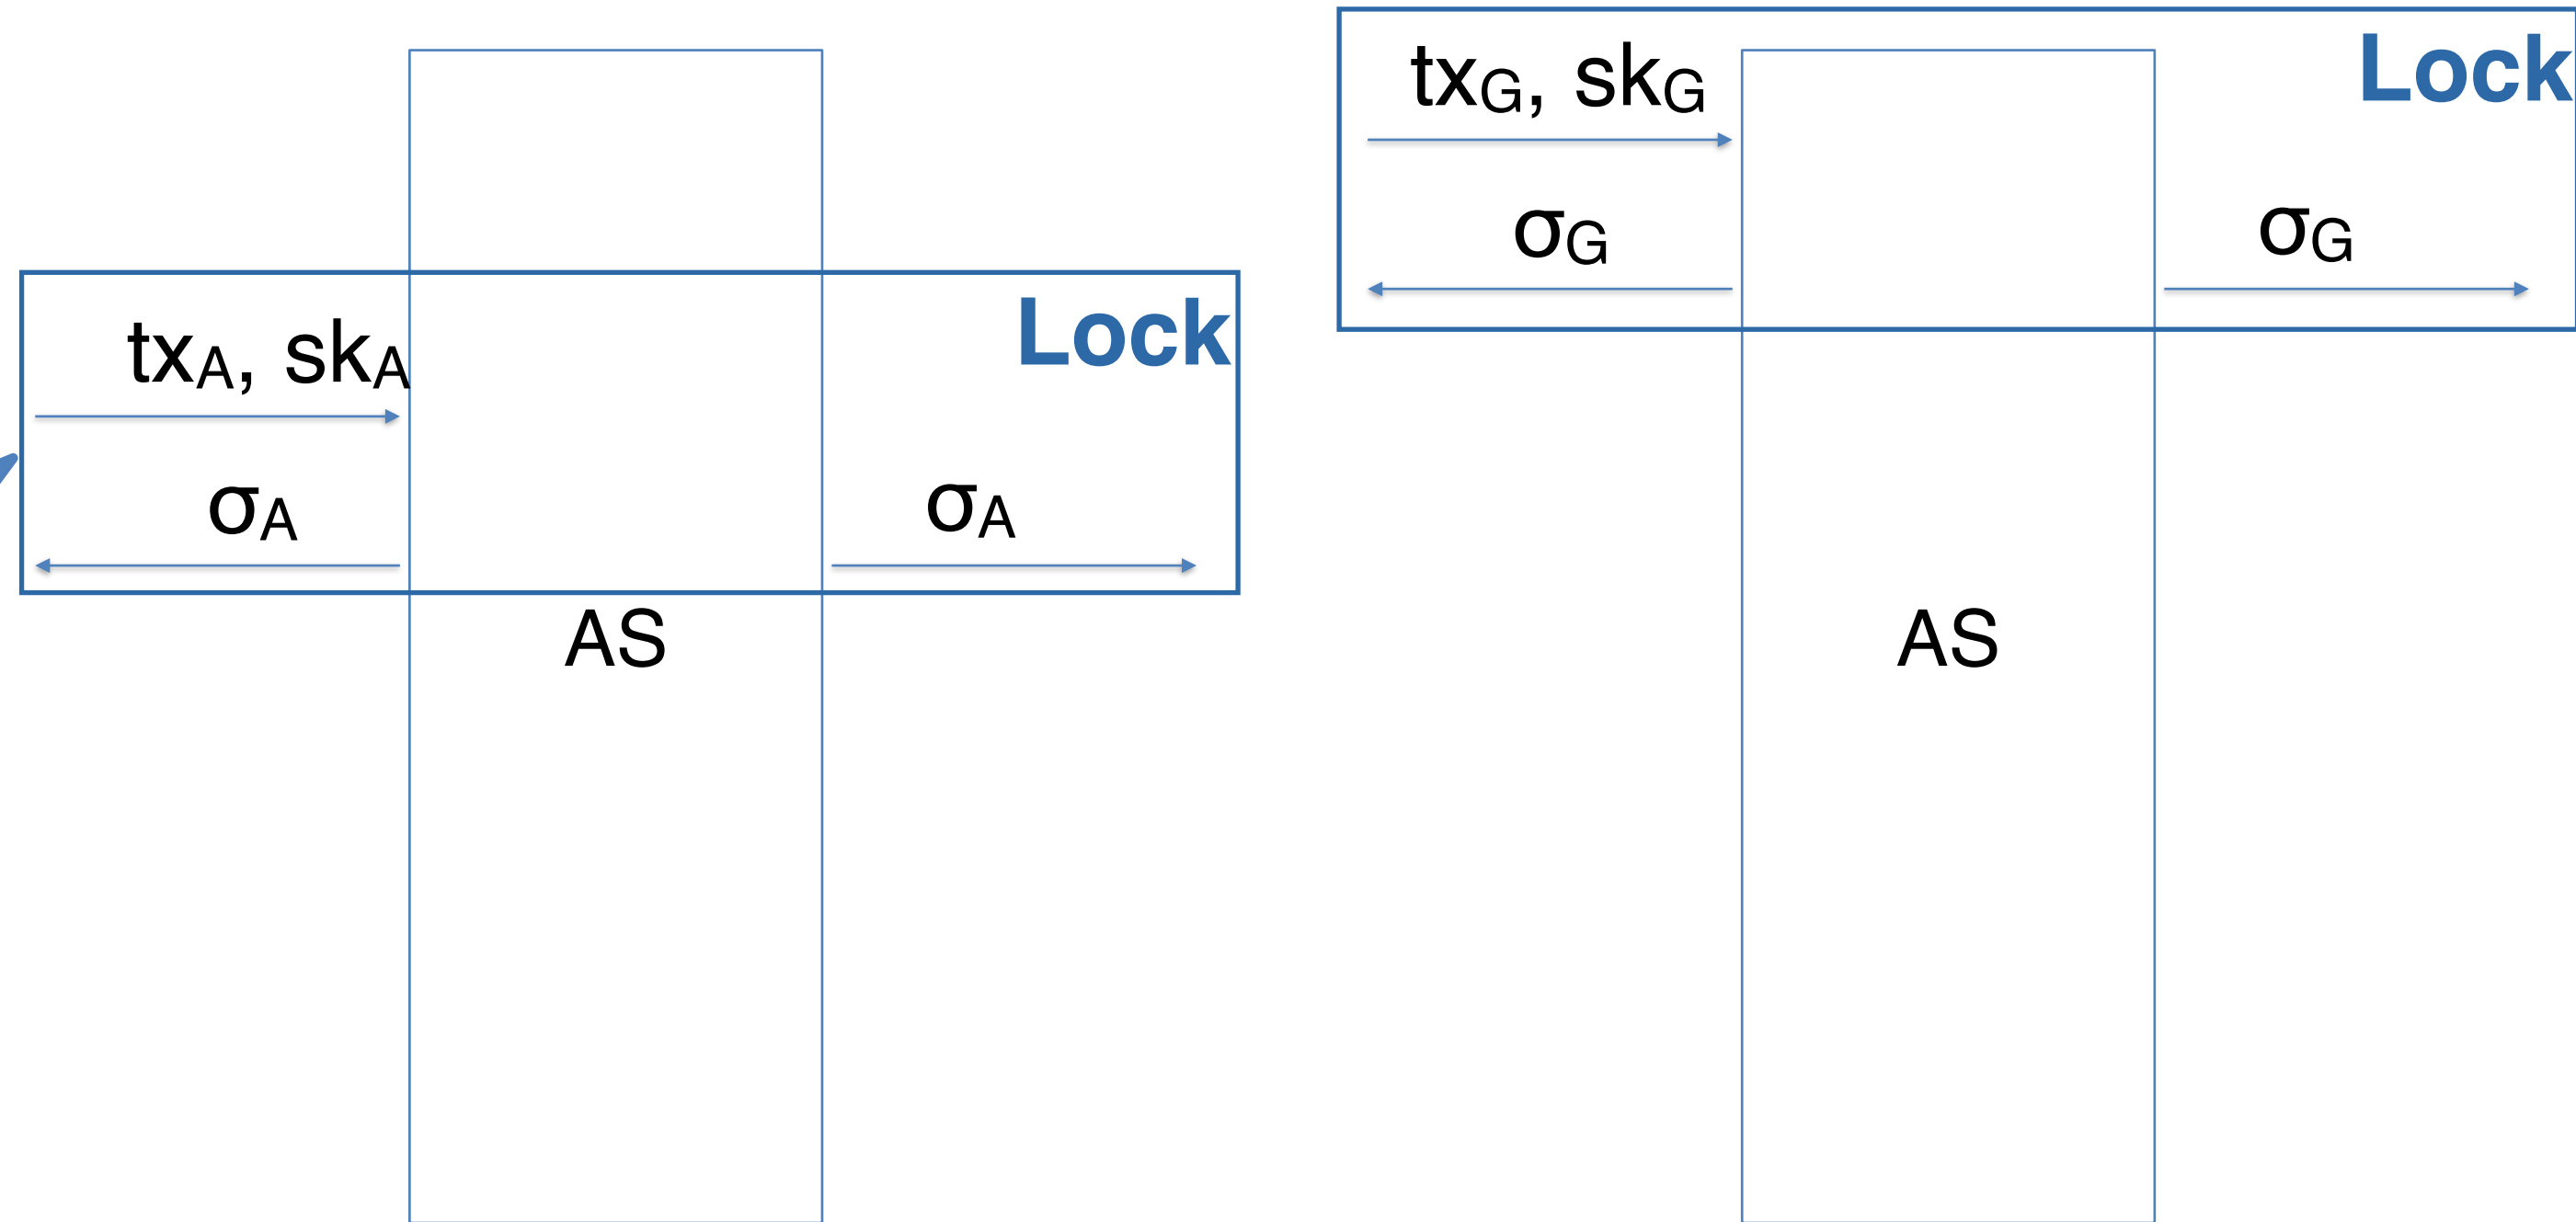 Lock
txA, skA
σA
σA
AS
Lock
txG, skG
σG
σG
AS